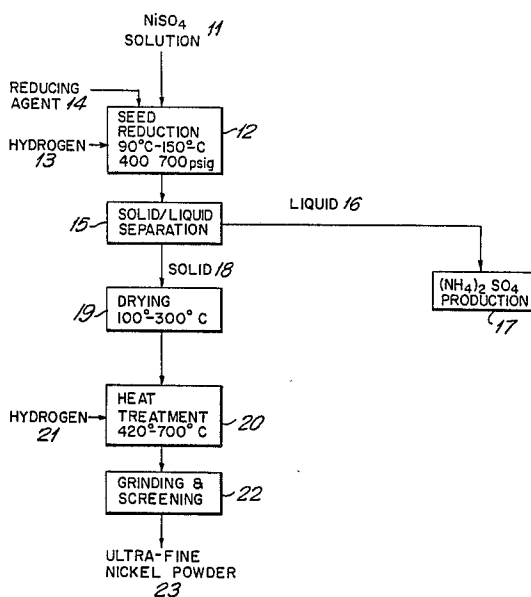 NiSO4 11
SOLUTION
REDUCING
AGENT 14
SEED
REDUCTION 12
HYDROGEN 90°C-150°C
13 400 700psig
LIQUID 16
15 SOLID/LIQUID
SEPARATION
SOLID 18
(NH4)2 SO4
PRODUCTION
17
DRYING
19 100°-300° C
HEAT
HYDROGEN TREATMENT 20
21 420°-700° C
GRINDING &
SCREENING 22
ULTRA-FINE
NICKEL POWDER
23